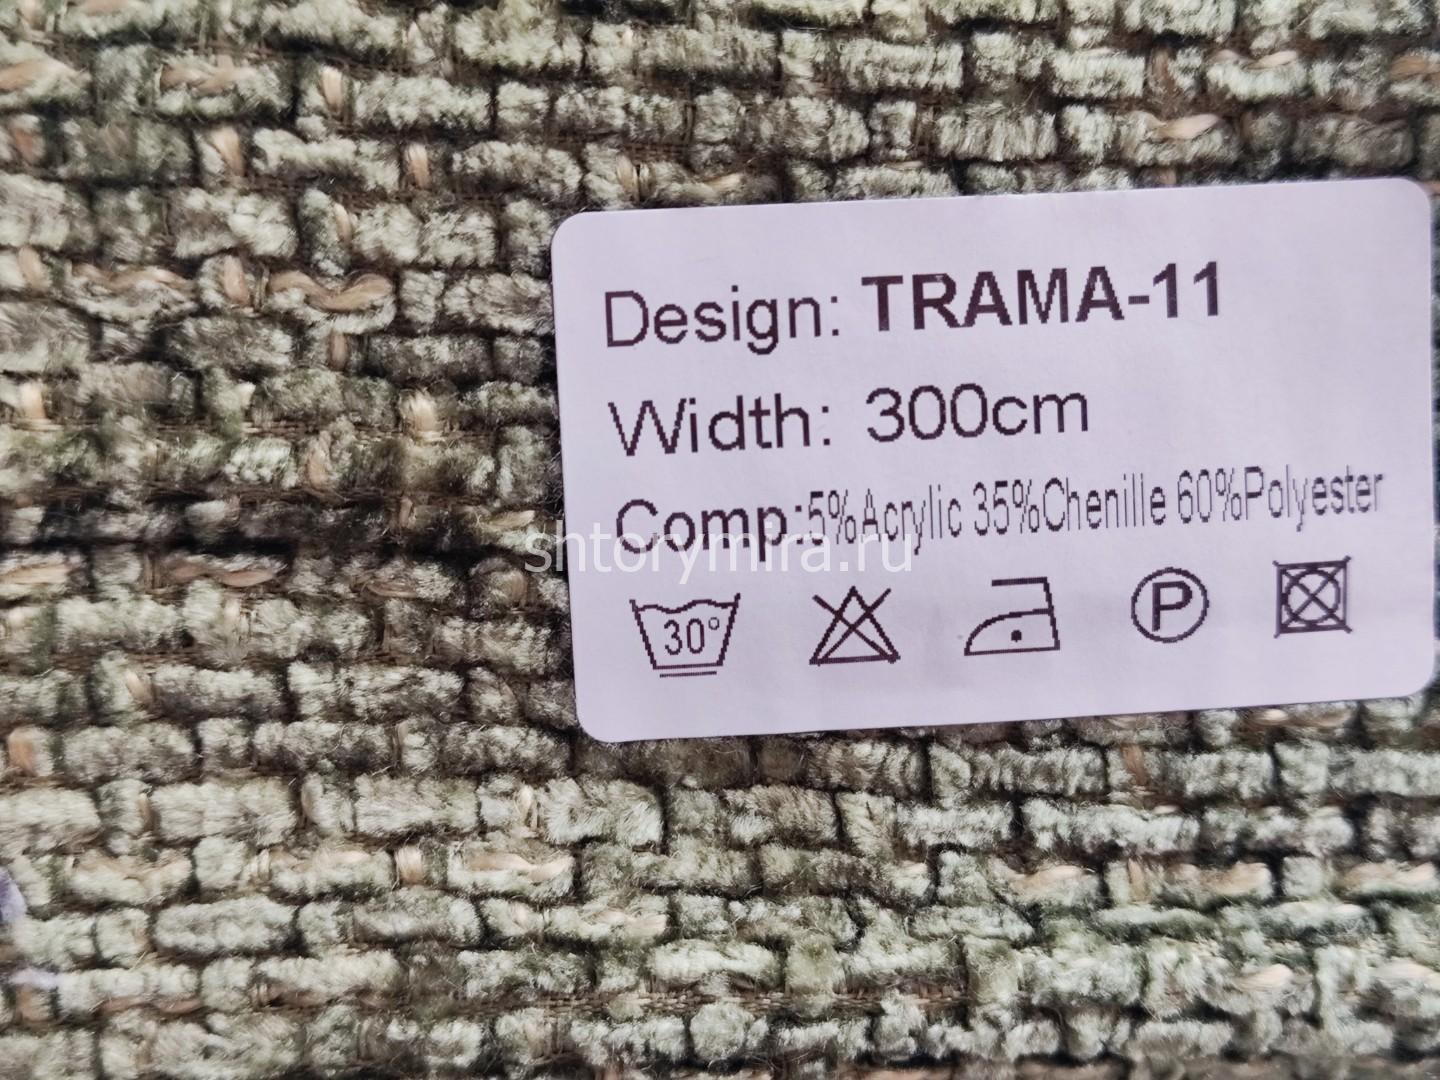 Design: TRAMA-11
Width: 300cm
Comp:5%Acrylic 35%Chenille 60%Polyester
shtorymira.ru
30° P